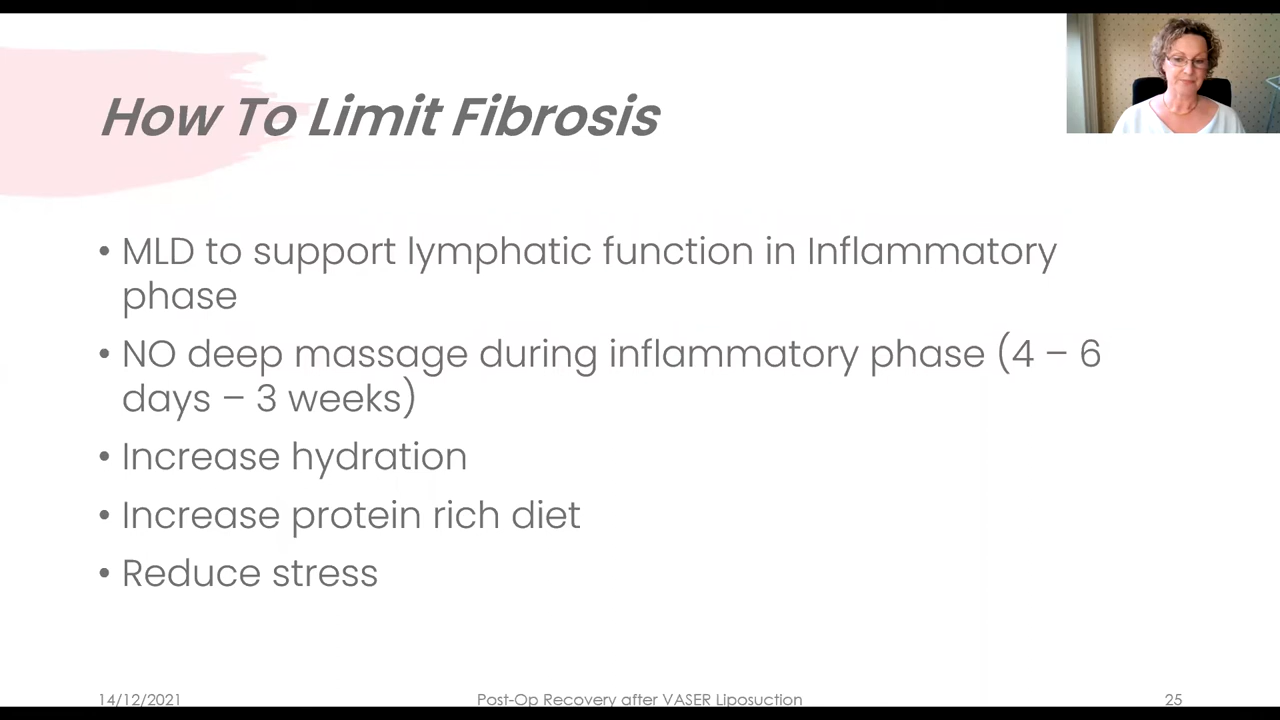 How To Limit Fibrosis
• MLD to support lymphatic function in Inflammatory
phase
• NO deep massage during inflammatory phase (4 – 6
days – 3 weeks)
• Increase hydration
• Increase protein rich diet
• Reduce stress
14/12/2021 Post-Op Recovery after VASER Liposuction 25